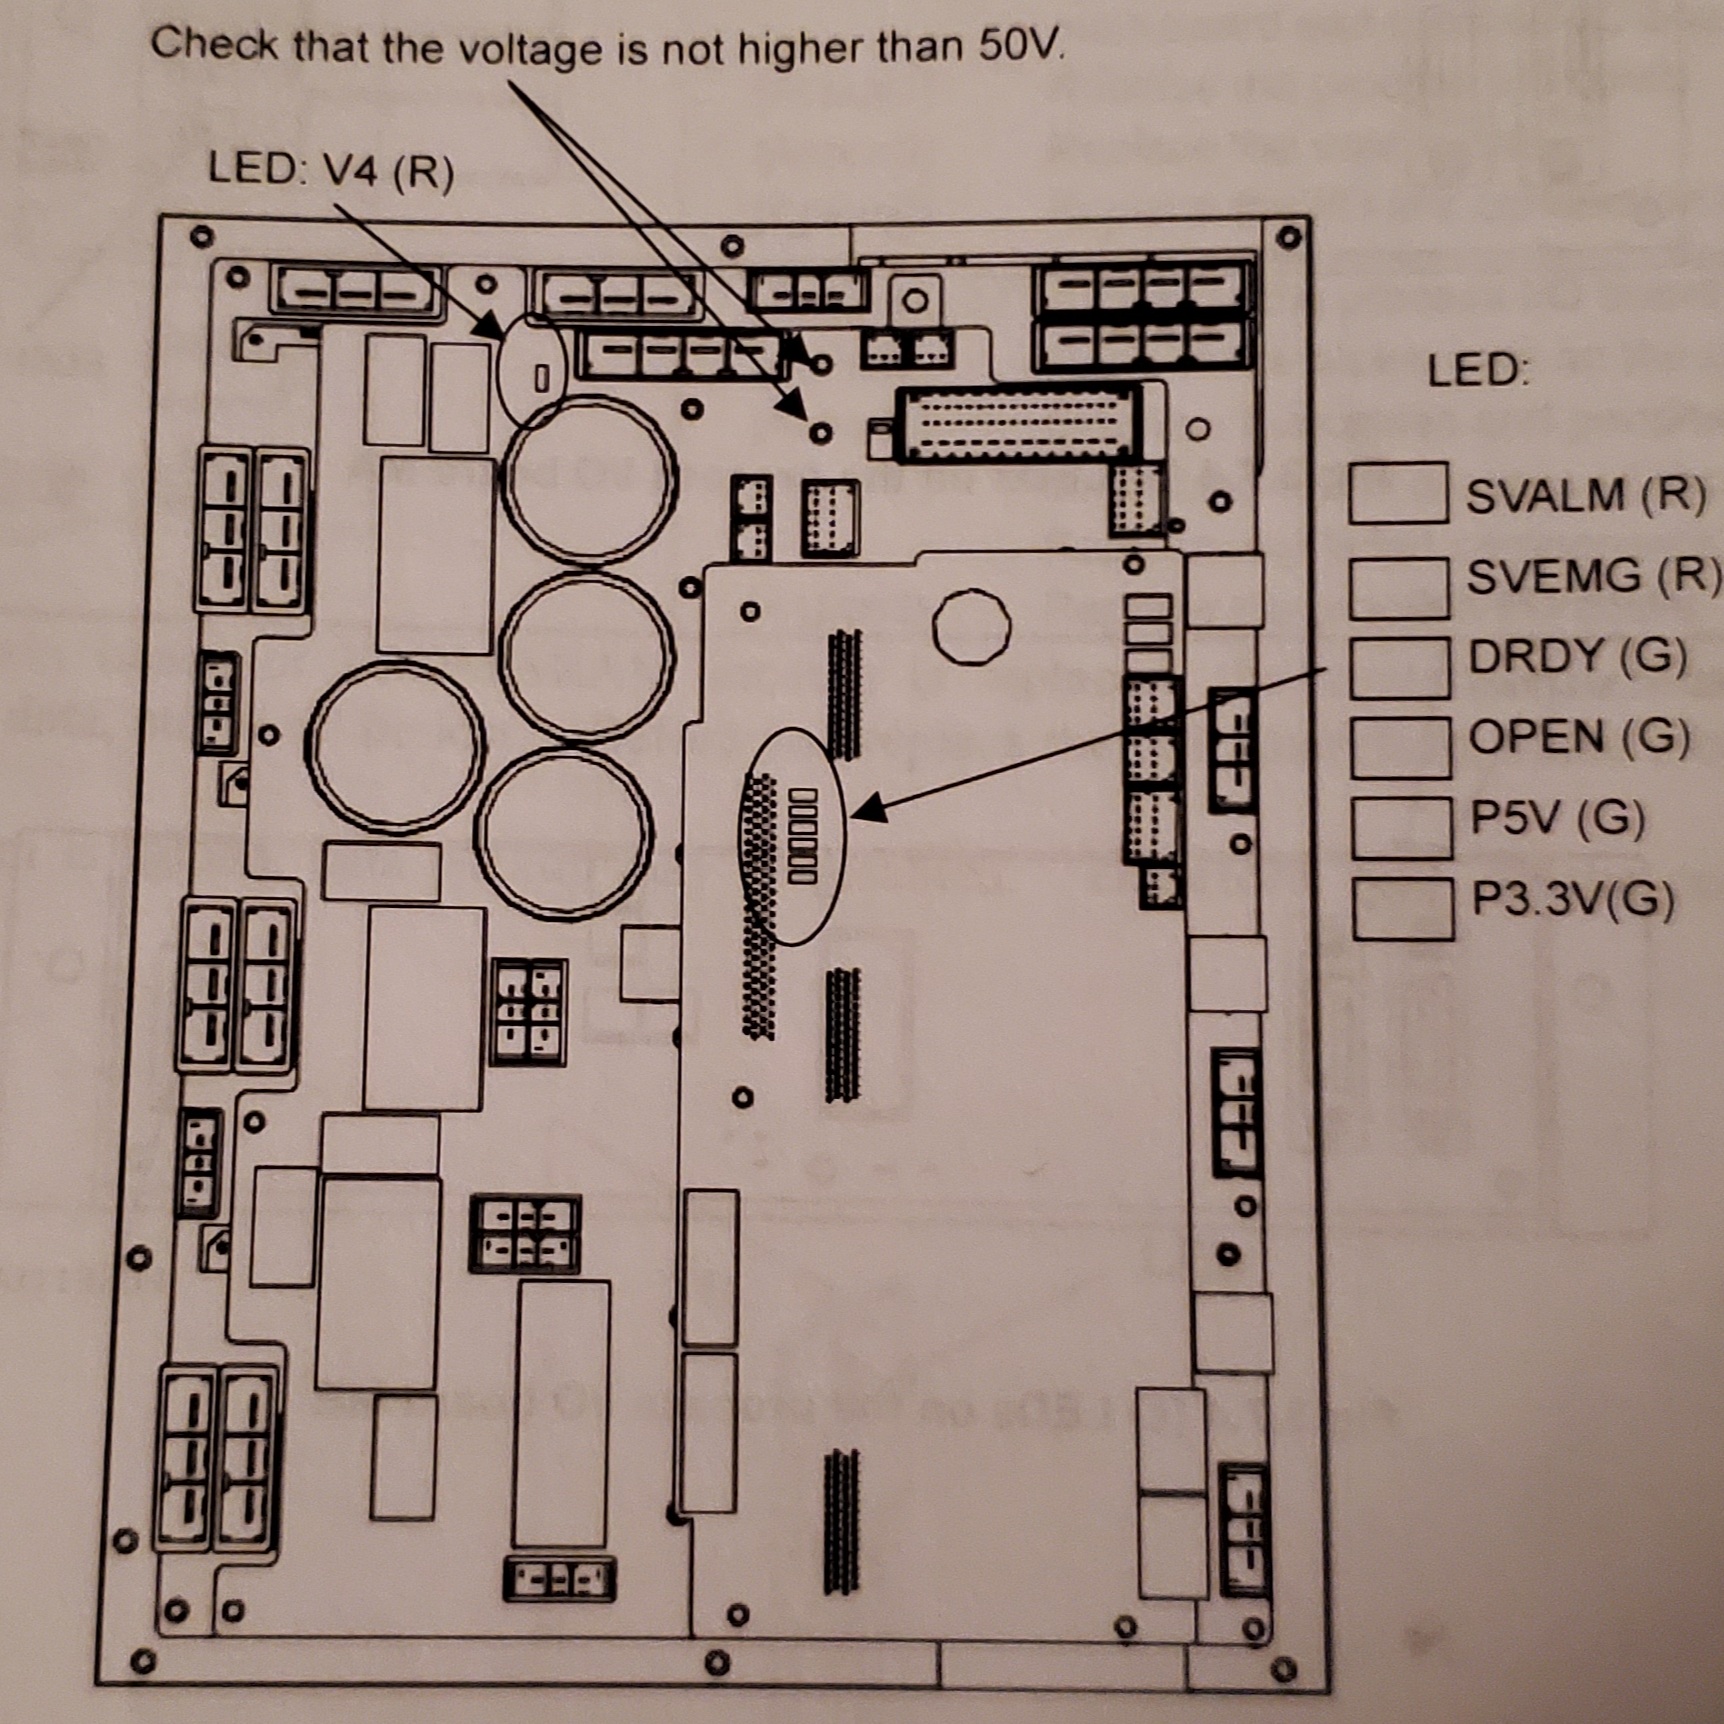 Check that the voltage is not higher than 50V.
LED: V4 (R)
LED:
SVALM (R)
SVEMG (R)
DRDY (G)
OPEN (G)
P5V (G)
P3.3V(G)